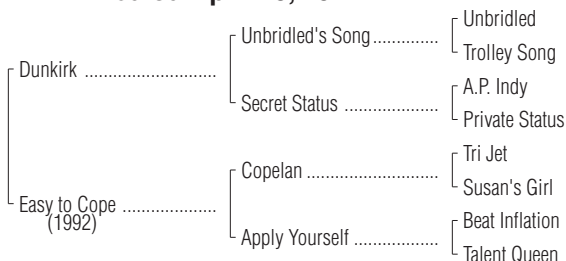 Unbridled
Unbridled's Song ..............
Trolley Song
Dunkirk ............................
A.P. Indy
Secret Status ....................
Private Status
Tri Jet
Copelan ............................
Susan's Girl
Easy to Cope ....................
(1992)
Beat Inflation
Apply Yourself ..................
Talent Queen